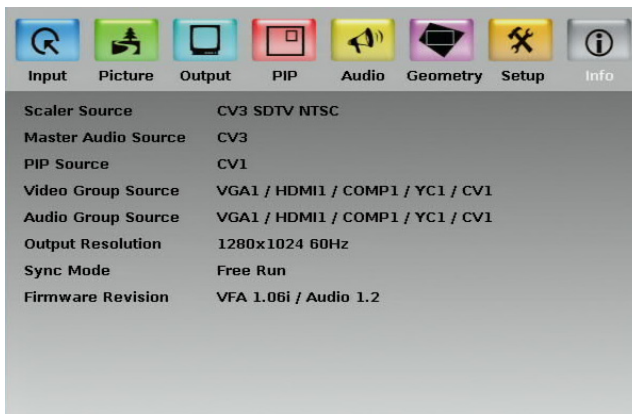 Input Picture Output PIP Audio Geometry Setup Info
Scaler Source CV3 SDTV NTSC
Master Audio Source CV3
PIP Source CV1
Video Group Source VGA1 / HDMI1 / COMP1 / YC1 / CV1
Audio Group Source VGA1 / HDMI1 / COMP1 / YC1 / CV1
Output Resolution 1280x1024 60Hz
Sync Mode Free Run
Firmware Revision VFA 1.06i / Audio 1.2